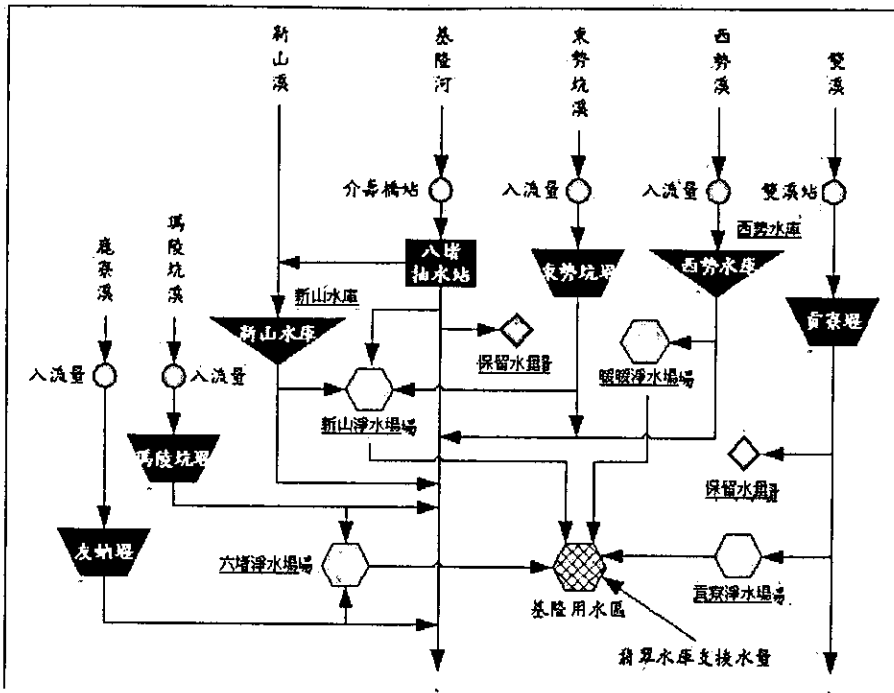 新山溪
基隆河
東勢坑溪
西勢溪
雙溪
介壽橋站
入流量
入流量
雙溪站
鹿寮溪
瑪陵坑溪
八堵
抽水站
東勢坑堰
西勢水庫
西勢水庫
新山水庫
新山水庫
貢寮堰
入流量
入流量
保留水量
暖暖淨水場場
新山淨水場場
瑪陵坑堰
保留水量
友蚋堰
六堵淨水場場
基隆用水區
貢寮淨水場場
翡翠水庫支援水量